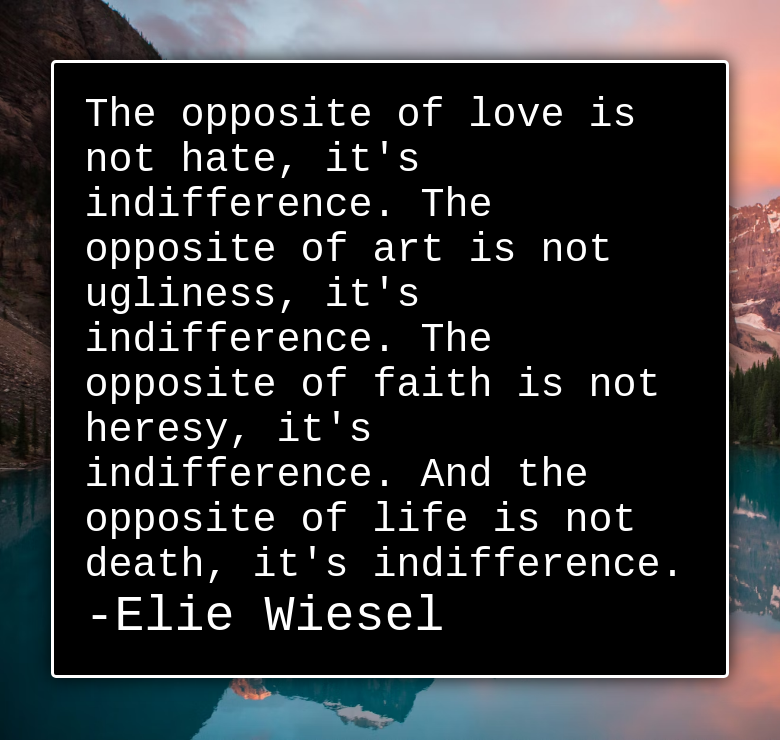 The opposite of love is
not hate, it's
indifference. The
opposite of art is not
ugliness, it's
indifference. The
opposite of faith is not
heresy, it's
indifference. And the
opposite of life is not
death, it's indifference.
-Elie Wiesel